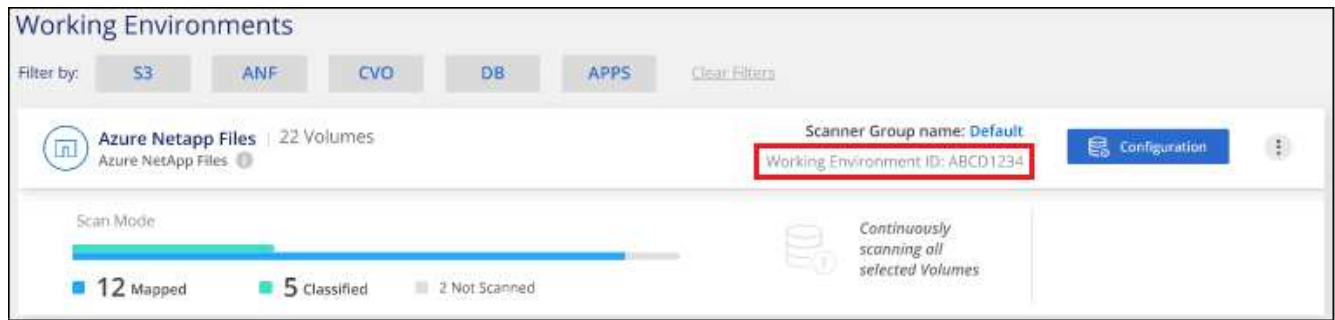 Working Environments
Filter by: S3 ANF CVO DB APPS Clear Filters
Azure Netapp Files | 22 Volumes
Azure NetApp Files
Scanner Group name: Default
Working Environment ID: ABCD1234
Configuration
Scan Mode
12 Mapped 5 Classified 2 Not Scanned
Continuously
scanning all
selected Volumes